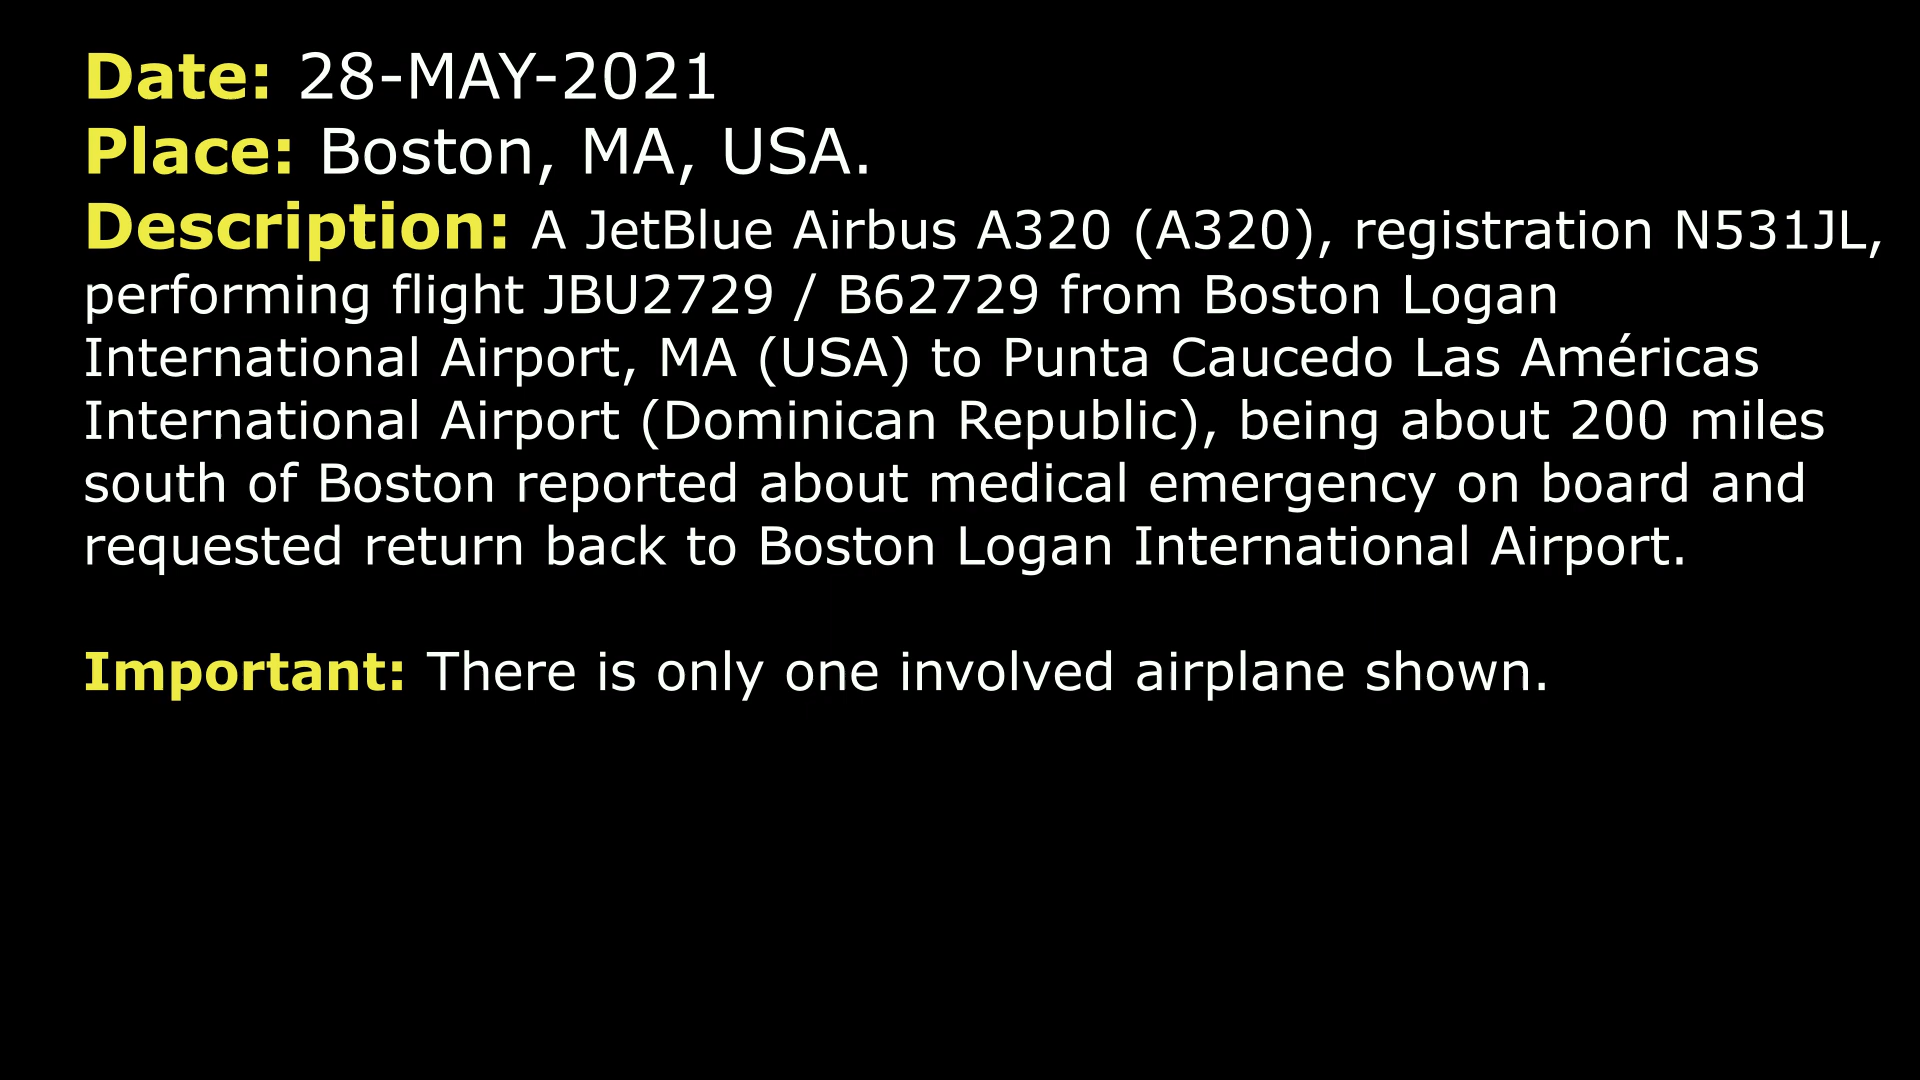 Date: 28-MAY-2021
Place: Boston, MA, USA.
Description: A JetBlue Airbus A320 (A320), registration N531JL,
performing flight JBU2729 / B62729 from Boston Logan
International Airport, MA (USA) to Punta Caucedo Las Américas
International Airport (Dominican Republic), being about 200 miles
south of Boston reported about medical emergency on board and
requested return back to Boston Logan International Airport.
Important: There is only one involved airplane shown.